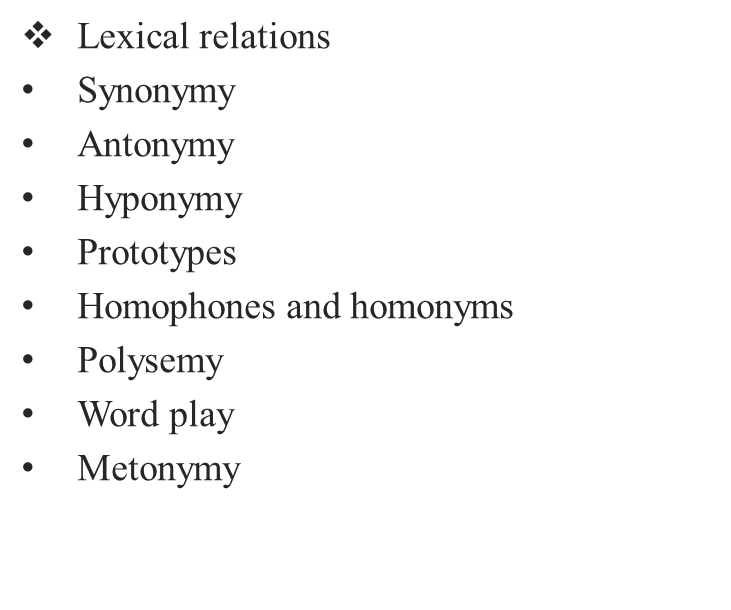 ❖ Lexical relations
• Synonymy
• Antonymy
• Hyponymy
• Prototypes
• Homophones and homonyms
• Polysemy
• Word play
• Metonymy